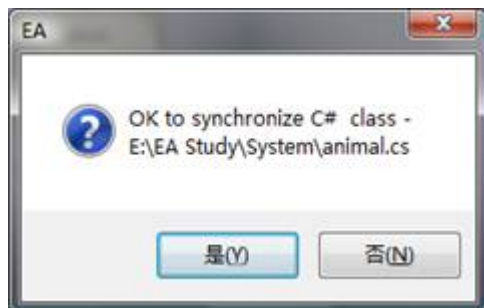 EA
OK to synchronize C# class -
E:\EA Study\System\animal.cs
是(Y)
否(N)